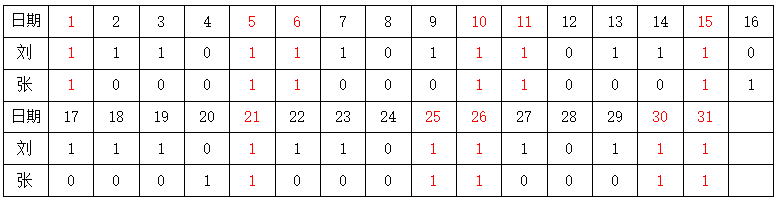 日期 1 2 3 4 5 6 7 8 9 10 11 12 13 14 15 16
刘 1 1 1 0 1 1 1 0 1 1 1 0 1 1 1 0
张 1 0 0 0 1 1 0 0 0 1 1 0 0 0 1 1
日期 17 18 19 20 21 22 23 24 25 26 27 28 29 30 31
刘 1 1 1 0 1 1 1 0 1 1 1 0 1 1 1
张 0 0 0 1 1 0 0 0 1 1 0 0 0 1 1